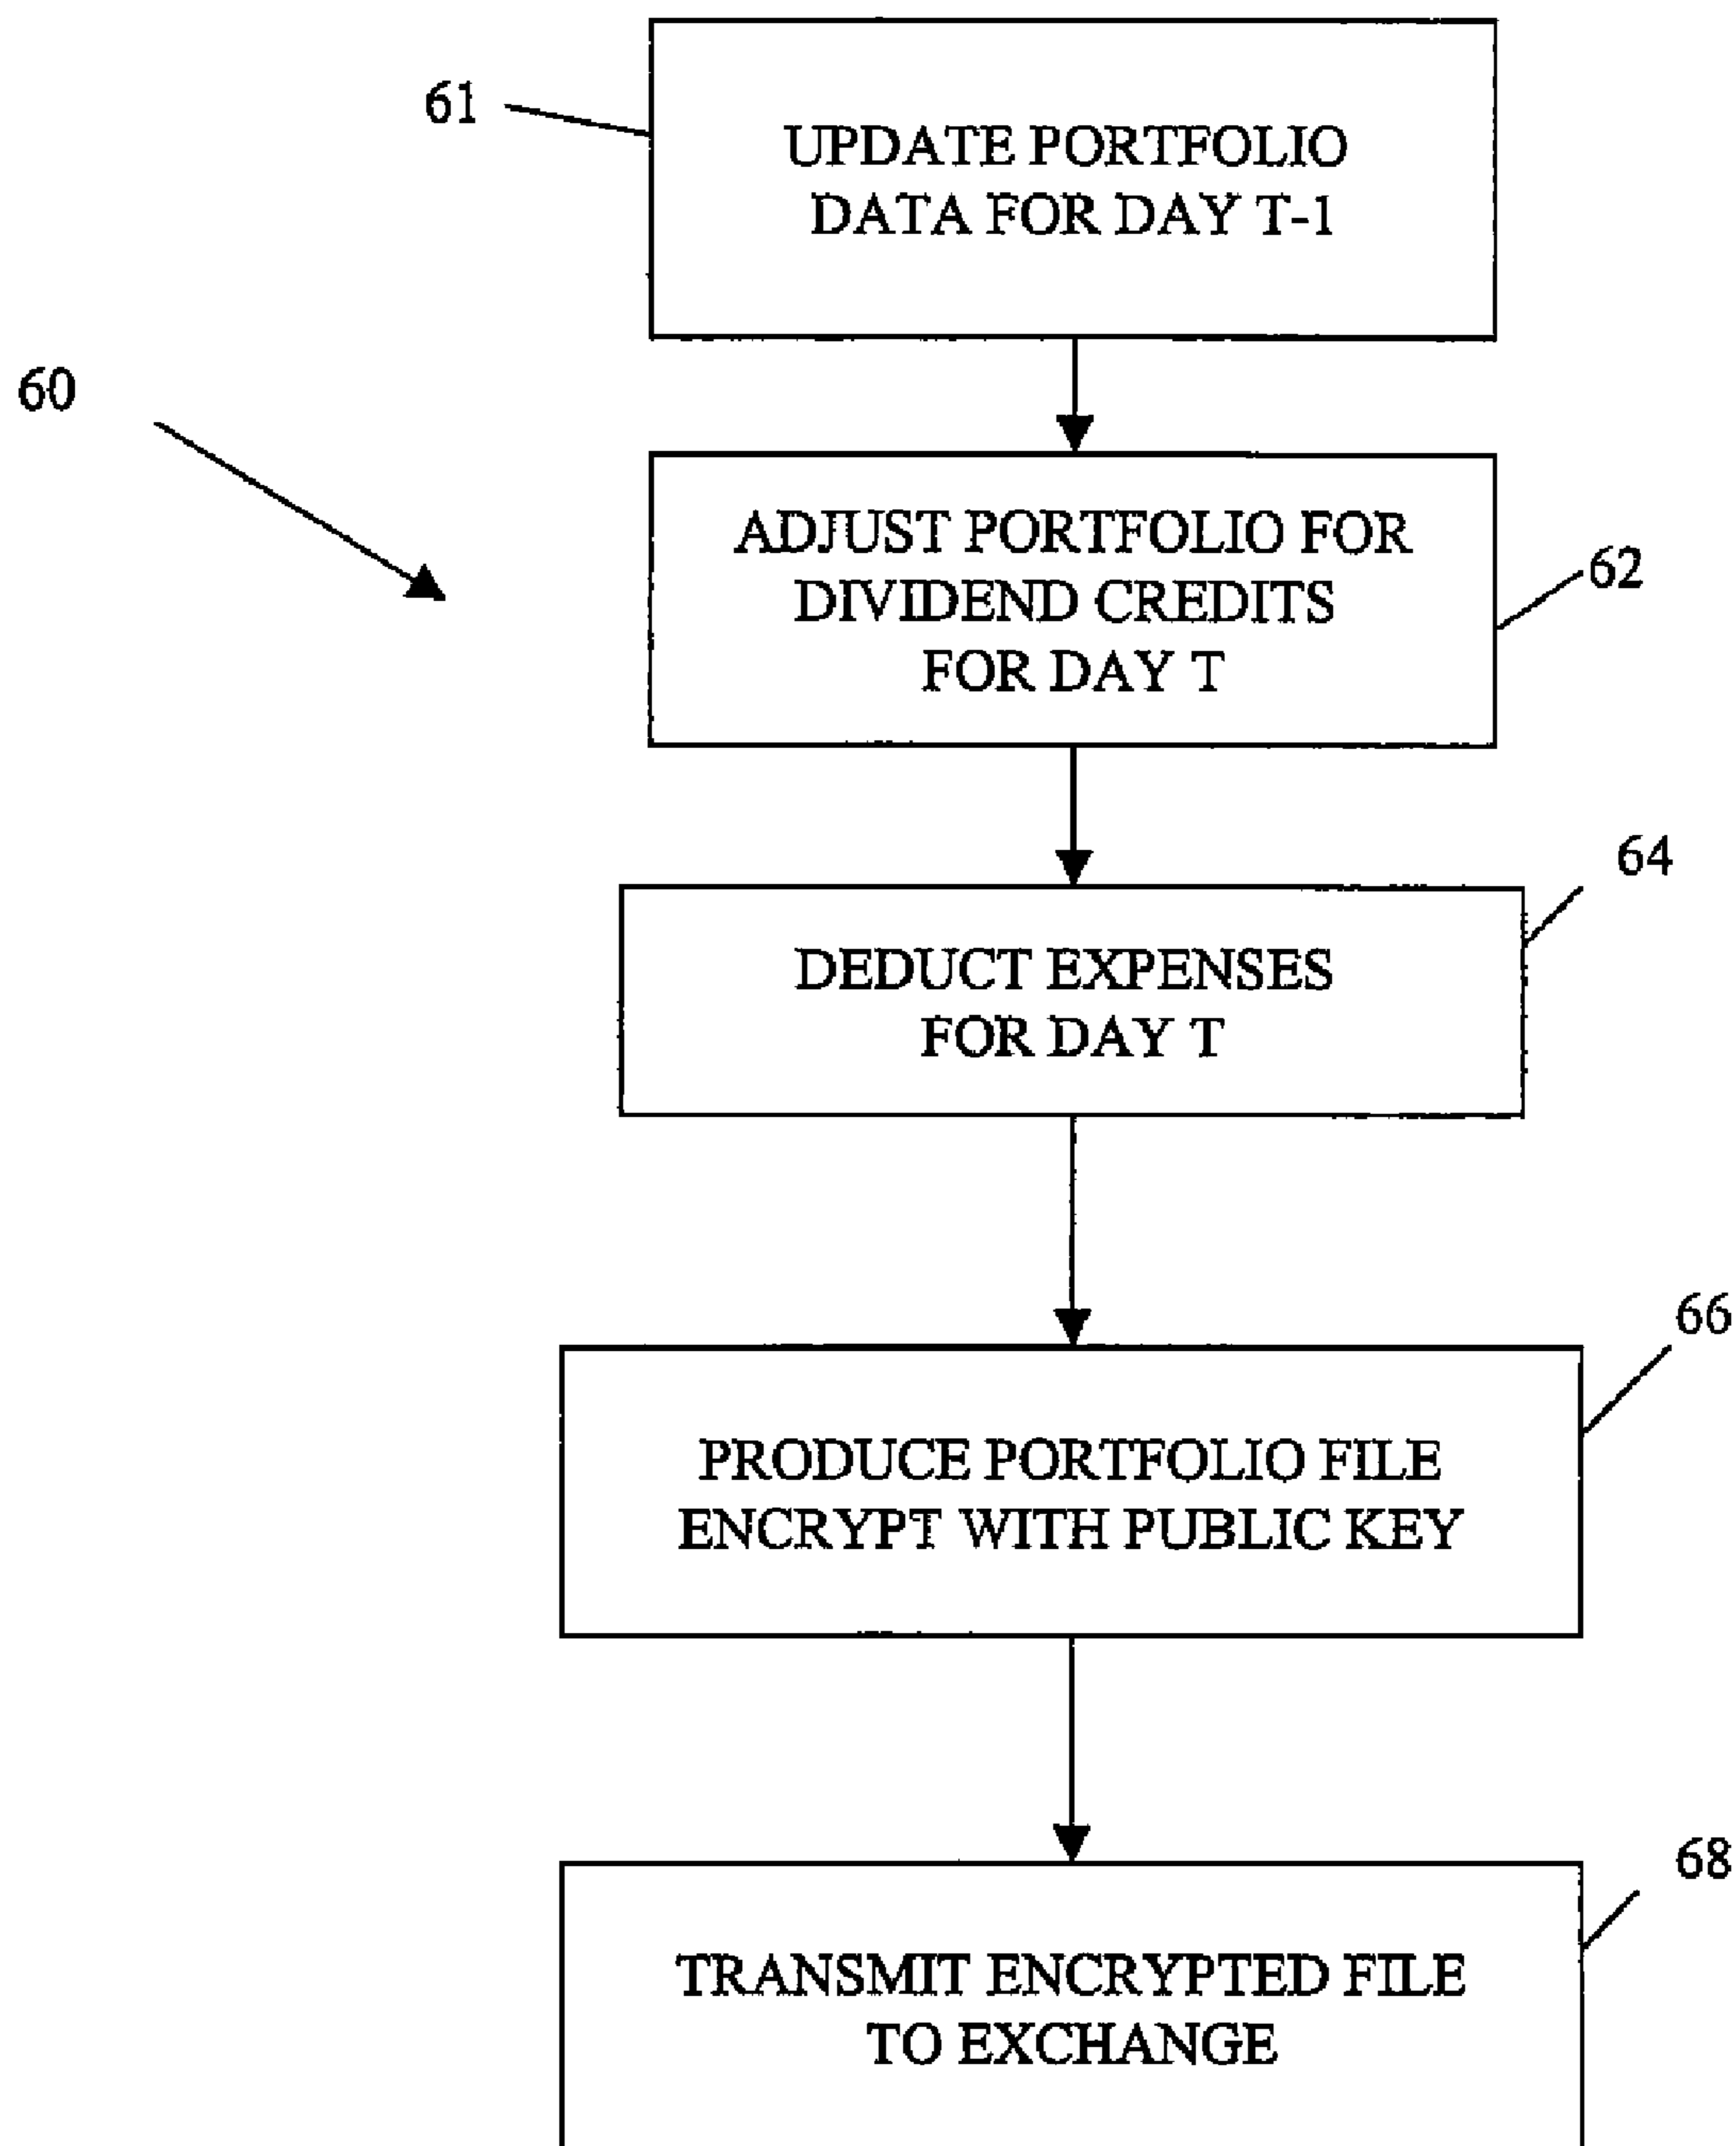 61
UPDATE PORTFOLIO
DATA FOR DAY T-1
60
ADJUST PORTFOLIO FOR
DIVIDEND CREDITS
FOR DAY T
62
64
DEDUCT EXPENSES
FOR DAY T
66
PRODUCE PORTFOLIO FILE
ENCRYPT WITH PUBLIC KEY
68
TRANSMIT ENCRYPTED FILE
TO EXCHANGE